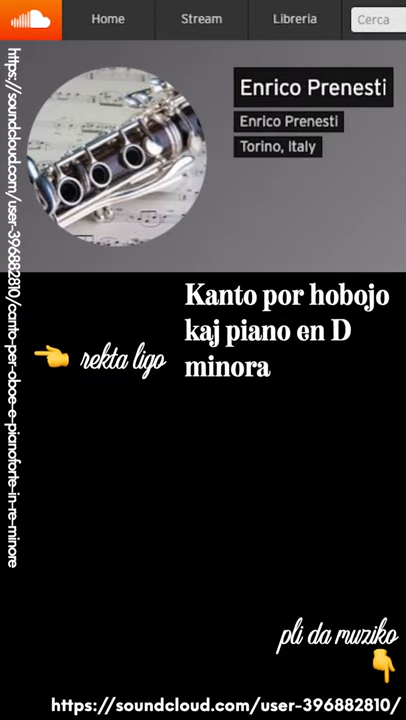 Home Stream Libreria Cerca
Enrico Prenesti
Enrico Prenesti
Torino, Italy
https://soundcloud.com/user-396882810/canto-per-oboe-e-pianoforte-in-re-minore
Kanto por hobojo
kaj piano en D
minora
👈 rekta ligo
pli da muziko
👇
https://soundcloud.com/user-396882810/